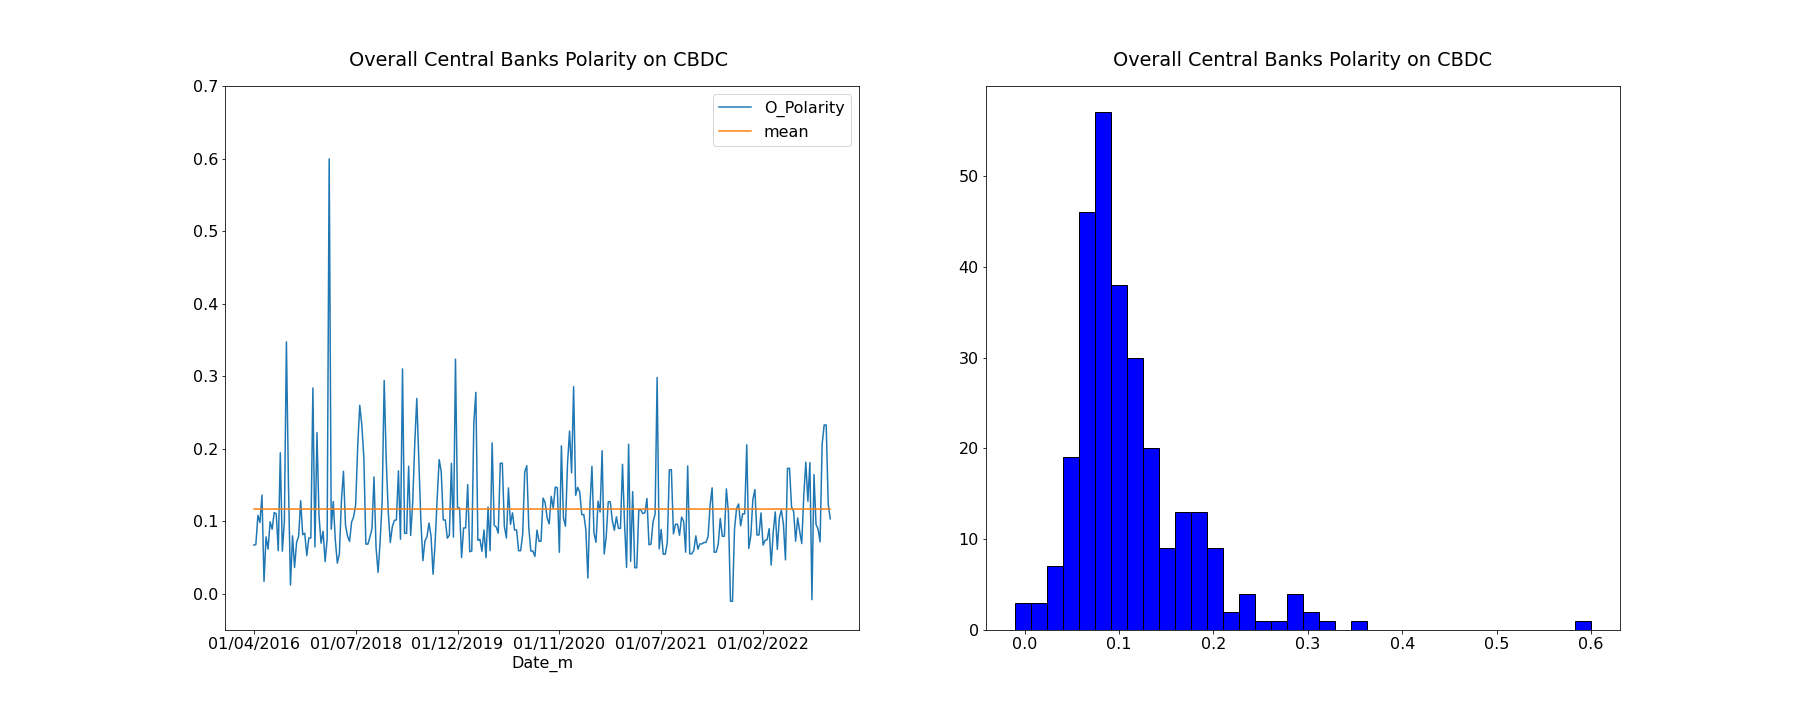 Overall Central Banks Polarity on CBDC
0.7
0.6
0.5
0.4
0.3
0.2
0.1
0.0
O_Polarity
mean
01/04/2016 01/07/2018 01/12/2019 01/11/2020 01/07/2021 01/02/2022
Date_m
Overall Central Banks Polarity on CBDC
50
40
30
20
10
0
0.0 0.1 0.2 0.3 0.4 0.5 0.6